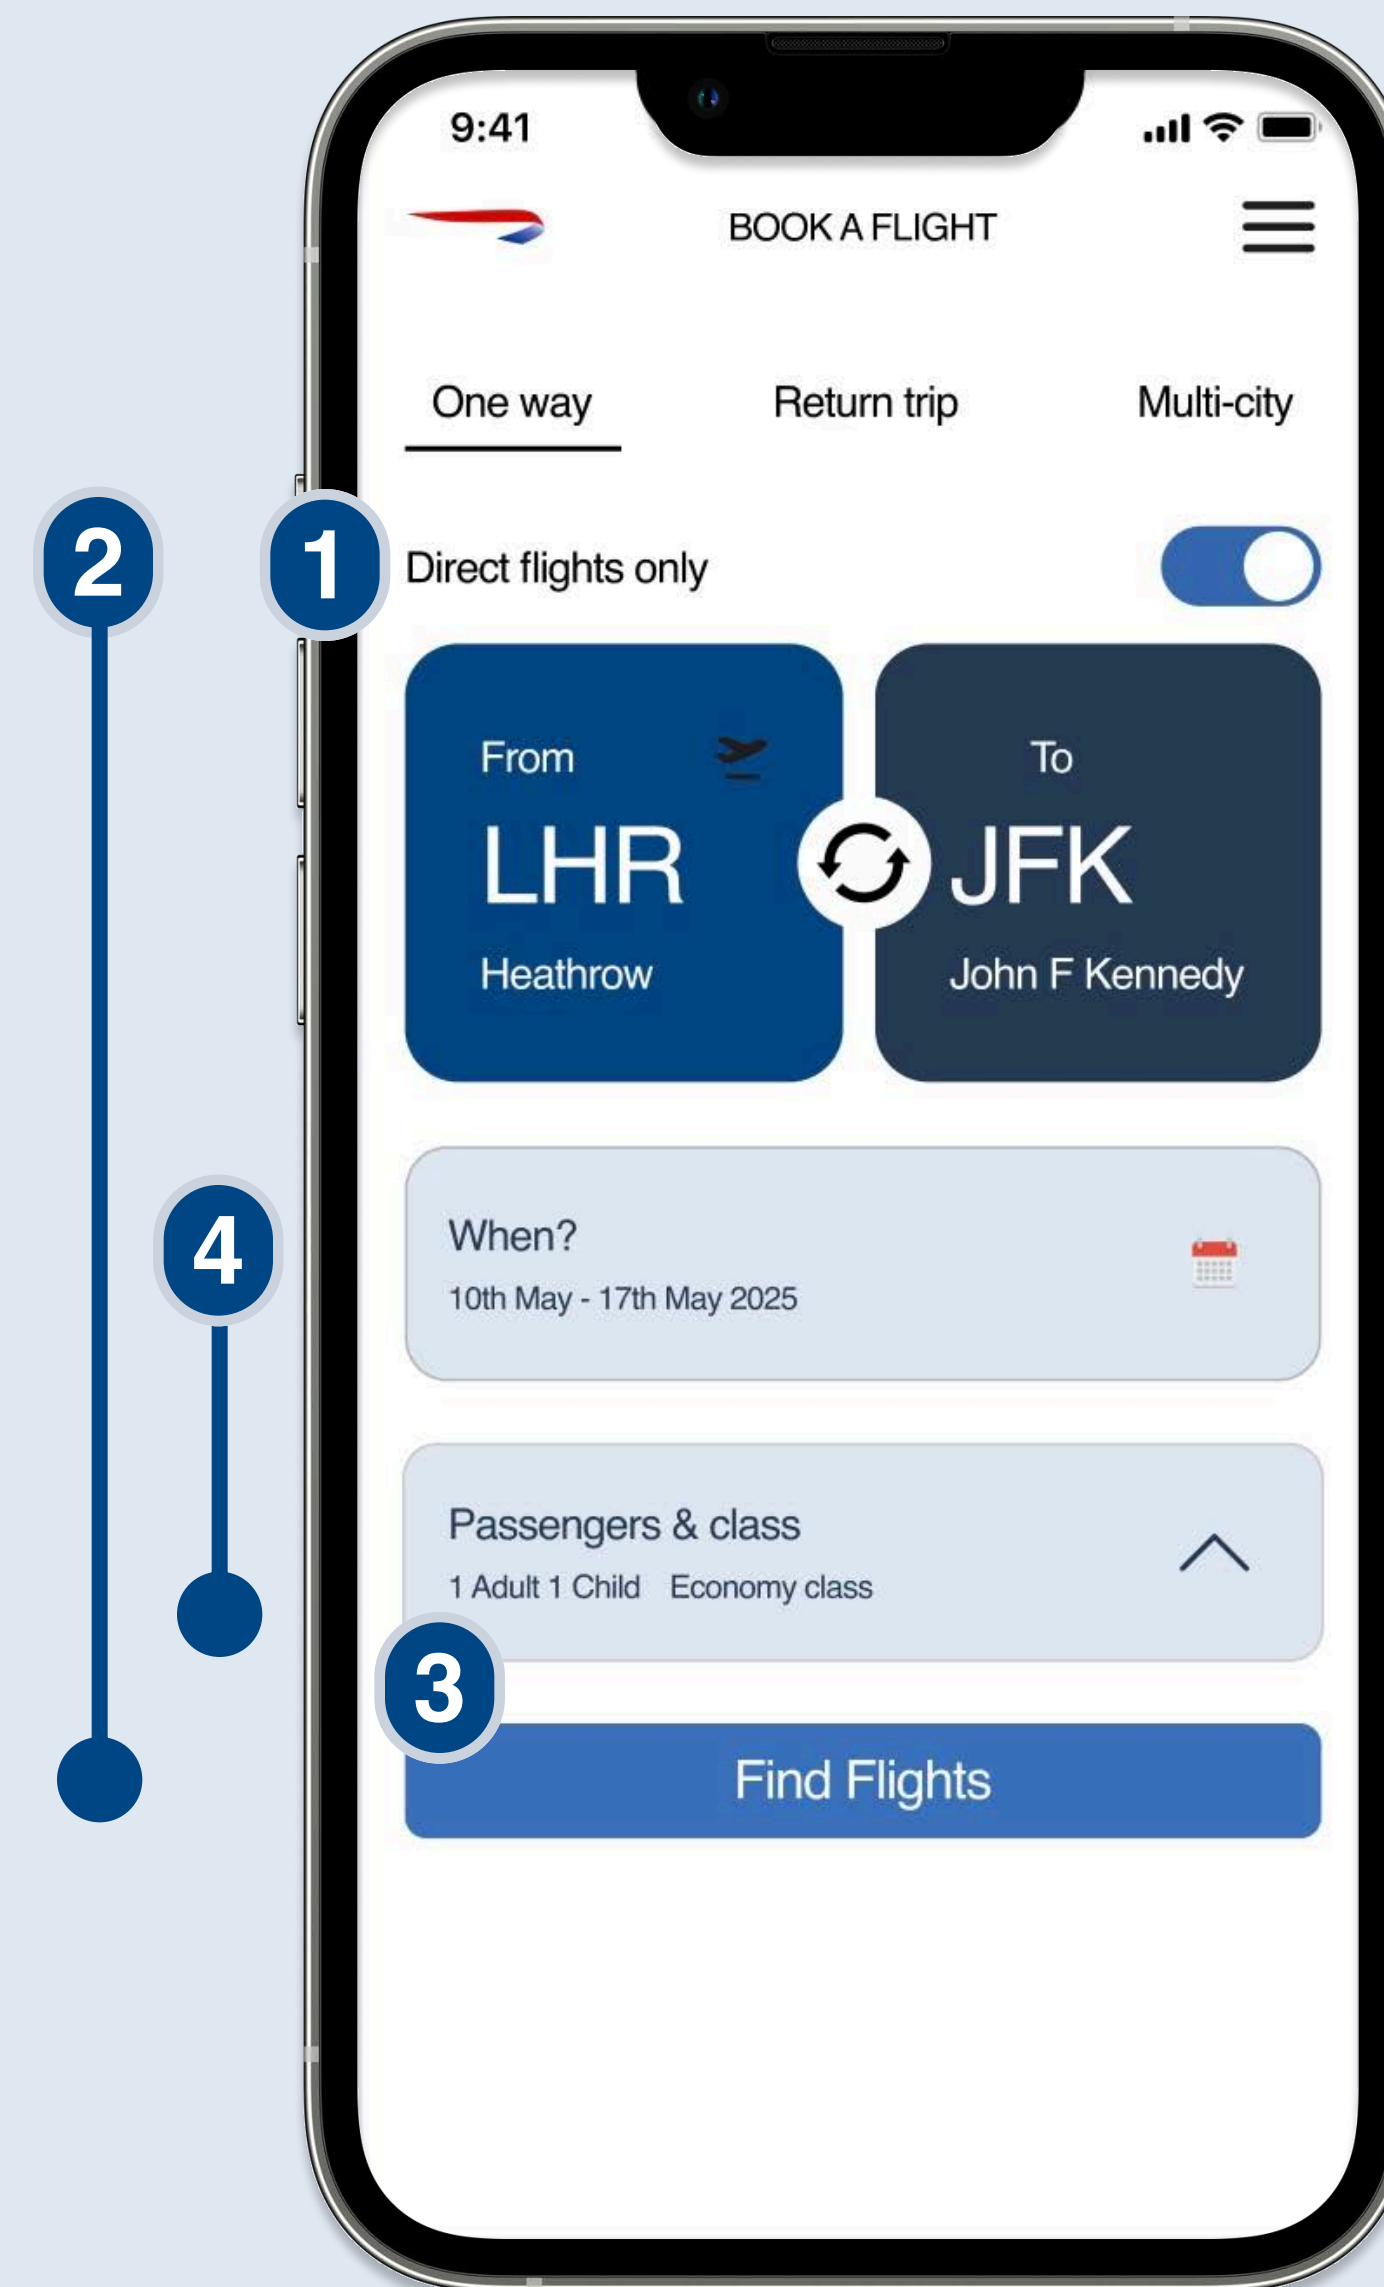 9:41
BOOK A FLIGHT
One way Return trip Multi-city
2 1 Direct flights only
From To
LHR JFK
Heathrow John F Kennedy
4 When?
10th May - 17th May 2025
Passengers & class
1 Adult 1 Child Economy class
3
Find Flights